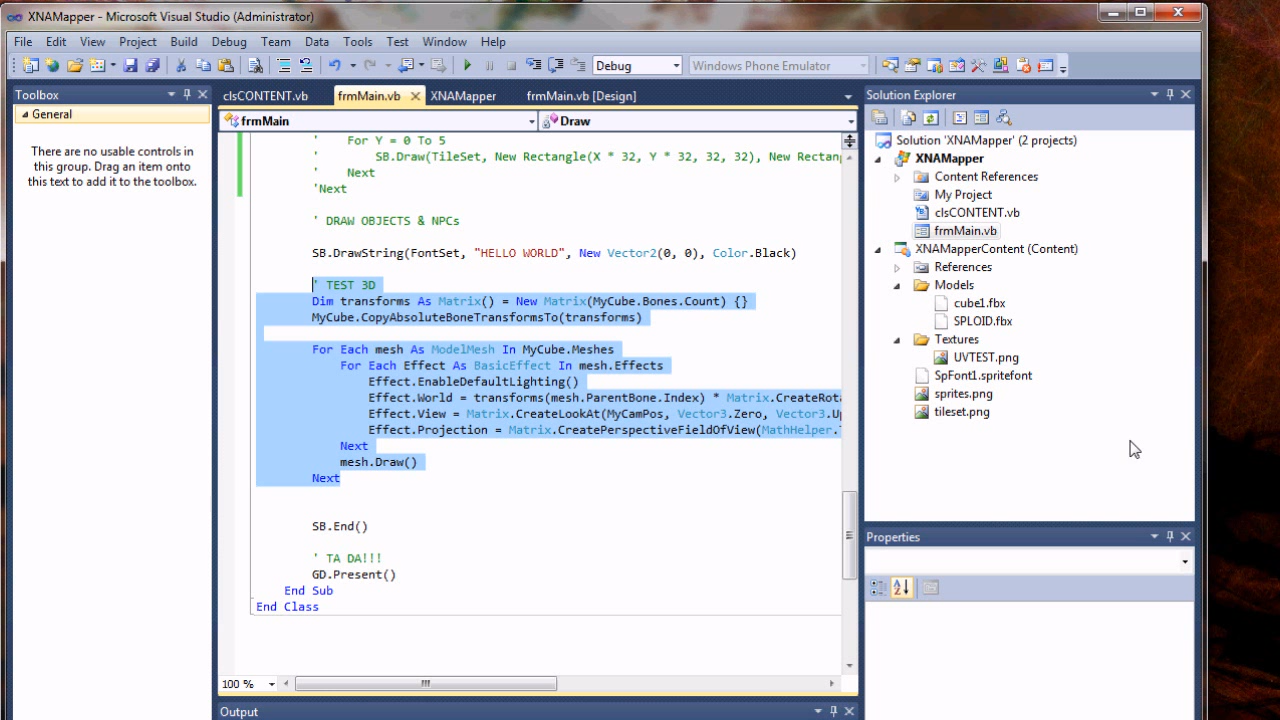 XNAMapper - Microsoft Visual Studio (Administrator)
File Edit View Project Build Debug Team Data Tools Test Window Help
Debug Windows Phone Emulator
Toolbox
General
There are no usable controls in
this group. Drag an item onto
this text to add it to the toolbox.
clsCONTENT.vb frmMain.vb XNAMapper frmMain.vb [Design]
frmMain Draw
' For Y = 0 To 5
' SB.Draw(TileSet, New Rectangle(X * 32, Y * 32, 32, 32), New Rectan
' Next
'Next
' DRAW OBJECTS & NPCs
SB.DrawString(FontSet, "HELLO WORLD", New Vector2(0, 0), Color.Black)
' TEST 3D
Dim transforms As Matrix() = New Matrix(MyCube.Bones.Count) {}
MyCube.CopyAbsoluteBoneTransformsTo(transforms)
For Each mesh As ModelMesh In MyCube.Meshes
For Each Effect As BasicEffect In mesh.Effects
Effect.EnableDefaultLighting()
Effect.World = transforms(mesh.ParentBone.Index) * Matrix.CreateRota
Effect.View = Matrix.CreateLookAt(MyCamPos, Vector3.Zero, Vector3.Up
Effect.Projection = Matrix.CreatePerspectiveFieldOfView(MathHelper.T
Next
mesh.Draw()
Next
SB.End()
' TA DA!!!
GD.Present()
End Sub
End Class
100 %
Output
Solution Explorer
Solution 'XNAMapper' (2 projects)
XNAMapper
Content References
My Project
clsCONTENT.vb
frmMain.vb
XNAMapperContent (Content)
References
Models
cube1.fbx
SPLOID.fbx
Textures
UVTEST.png
SpFont1.spritefont
sprites.png
tileset.png
Properties